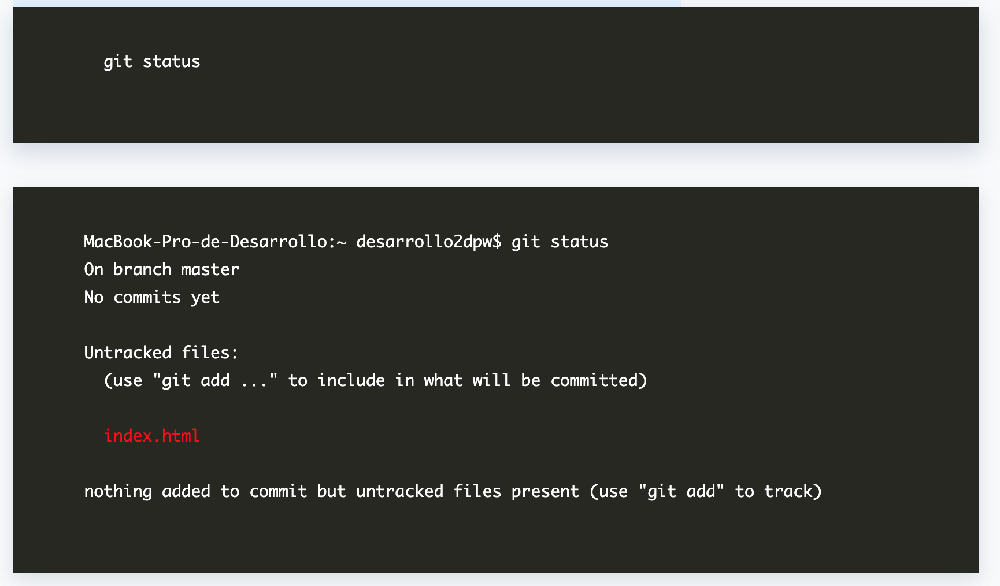 git status
MacBook-Pro-de-Desarrollo:~ desarrollo2dpw$ git status
On branch master
No commits yet
Untracked files:
(use "git add ..." to include in what will be committed)
index.html
nothing added to commit but untracked files present (use "git add" to track)